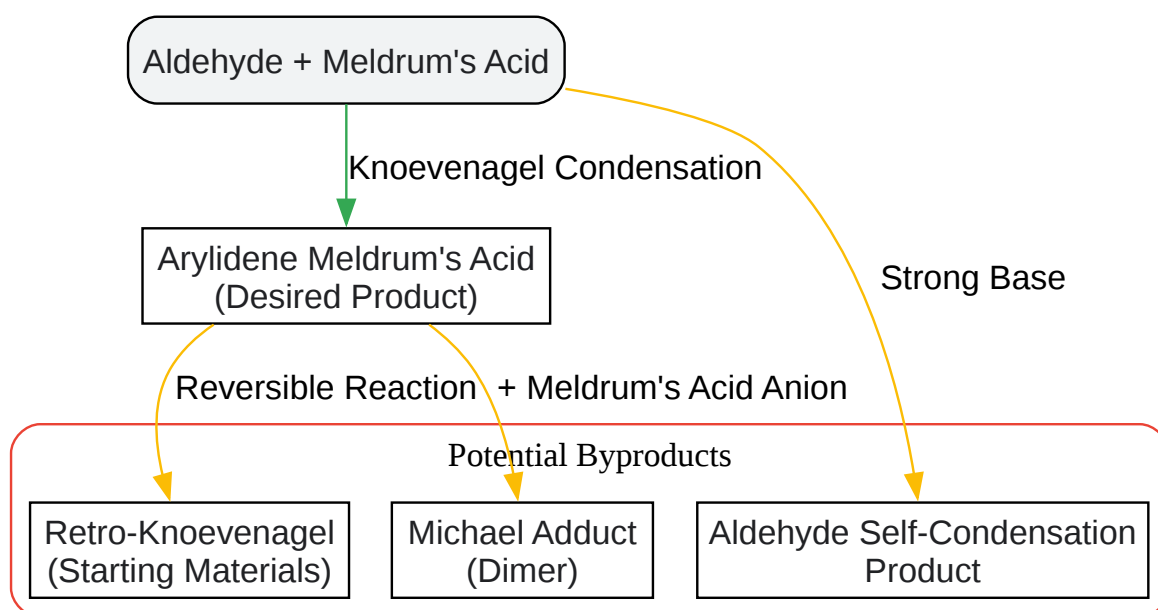 Aldehyde + Meldrum's Acid
Knoevenagel Condensation
Arylidene Meldrum's Acid
(Desired Product)
Strong Base
Reversible Reaction
+ Meldrum's Acid Anion
Potential Byproducts
Retro-Knoevenagel
(Starting Materials)
Michael Adduct
(Dimer)
Aldehyde Self-Condensation
Product